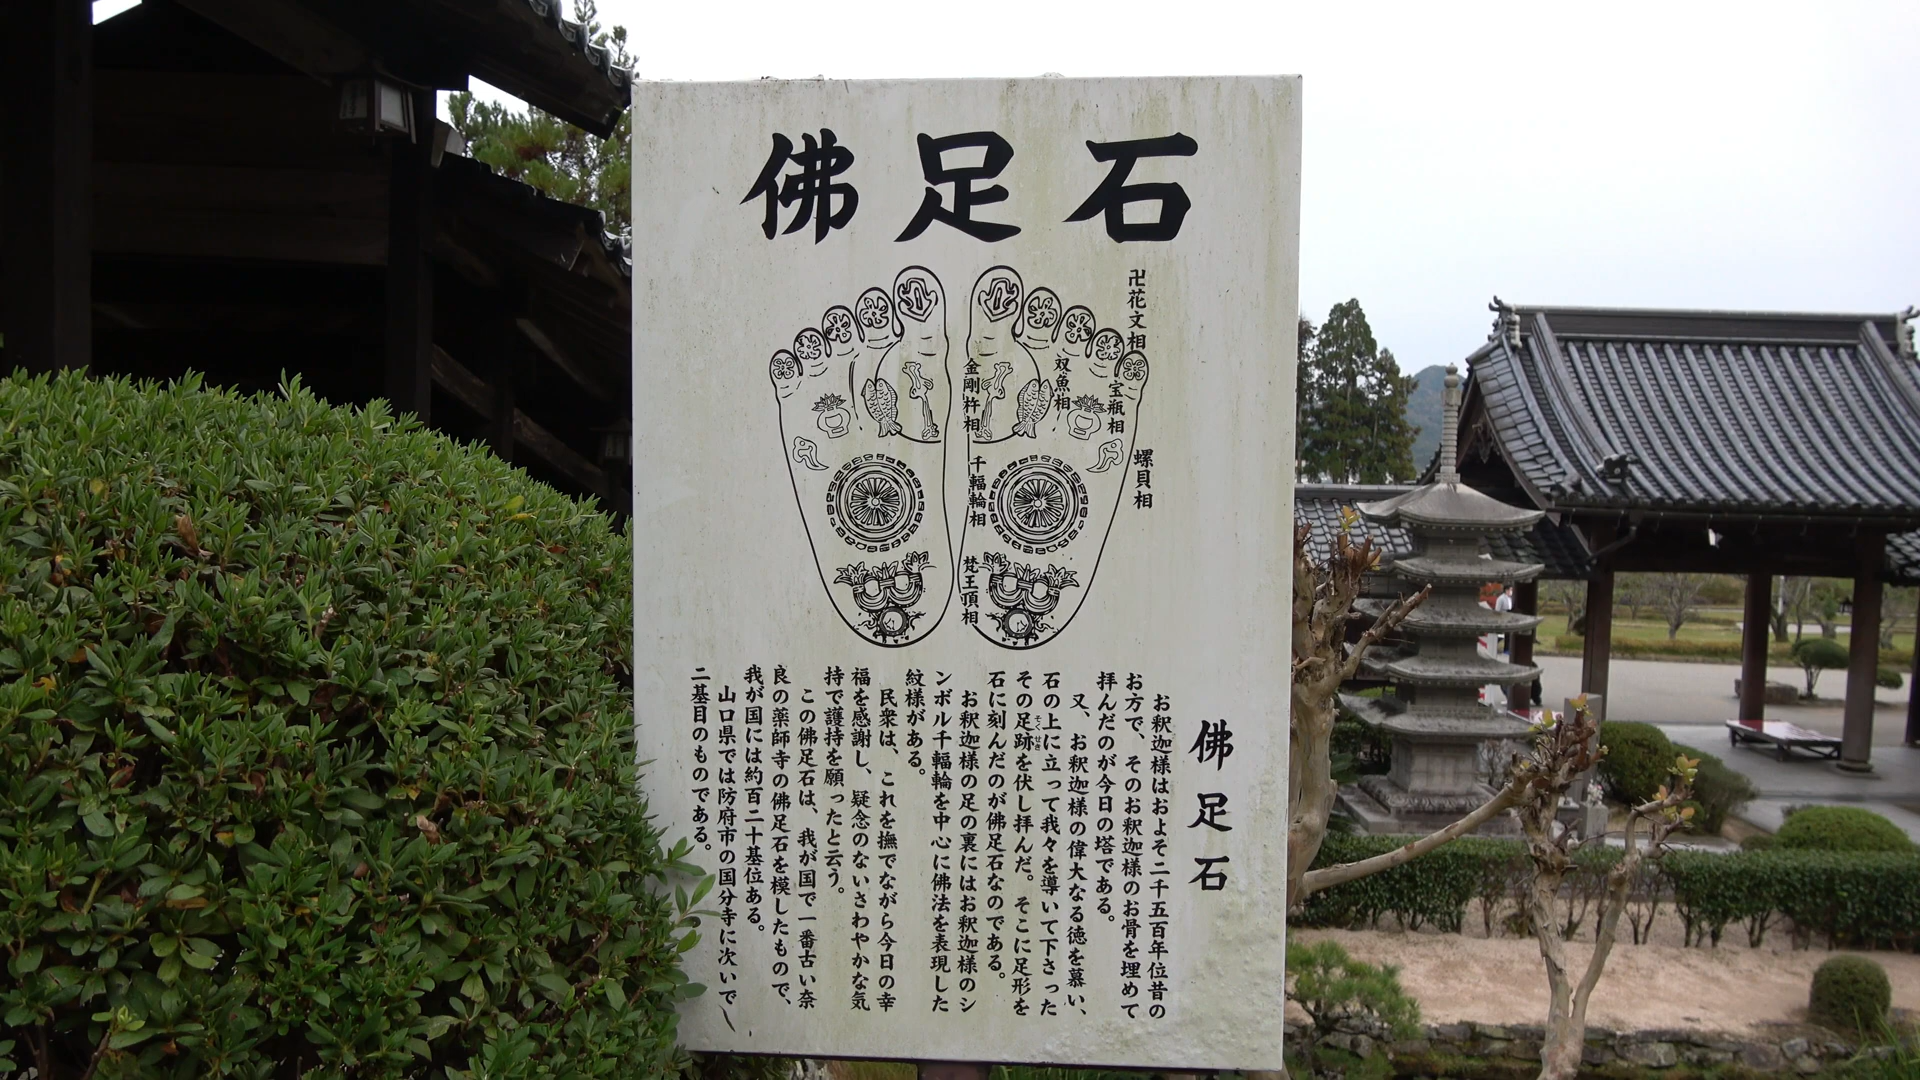 佛足石
卍花文相
双魚相
金剛杵相
宝瓶相
螺貝相
千輻輪相
梵王頂相
佛足石
お釈迦様はおよそ二千五百年位昔の
お方で、そのお釈迦様のお骨を埋めて
拝んだのが今日の塔である。
又、お釈迦様の偉大なる徳を慕い、
石の上に立って我々を導いて下さった
その足跡を伏し拝んだ。そこに足形を
石に刻んだのが佛足石なのである。
お釈迦様の足の裏にはお釈迦様のシ
ンボル千輻輪を中心に佛法を表現した
紋様がある。
民衆は、これを撫でながら今日の幸
福を感謝し、疑念のないさわやかな気
持で護持を願ったと云う。
この佛足石は、我が国で一番古い奈
良の薬師寺の佛足石を模したもので、
我が国には約百二十基位ある。
山口県では防府市の国分寺に次いで
二基目のものである。